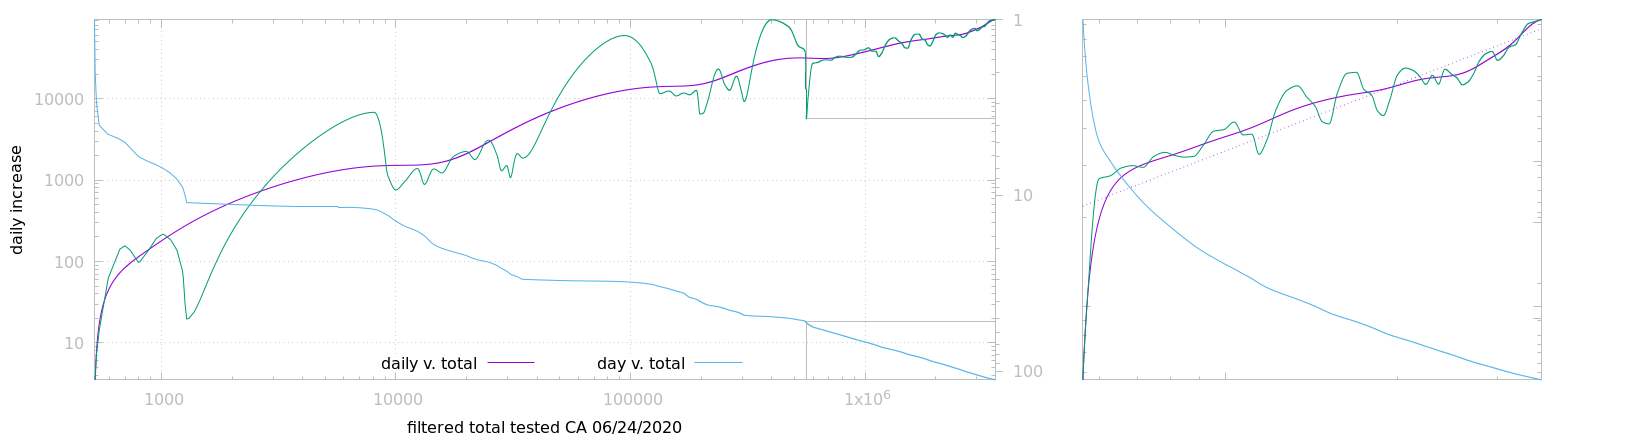 1
10000
1000
daily increase
10
100
10
daily v. total
day v. total
100
1000
10000
100000
1x10⁶
filtered total tested CA 06/24/2020